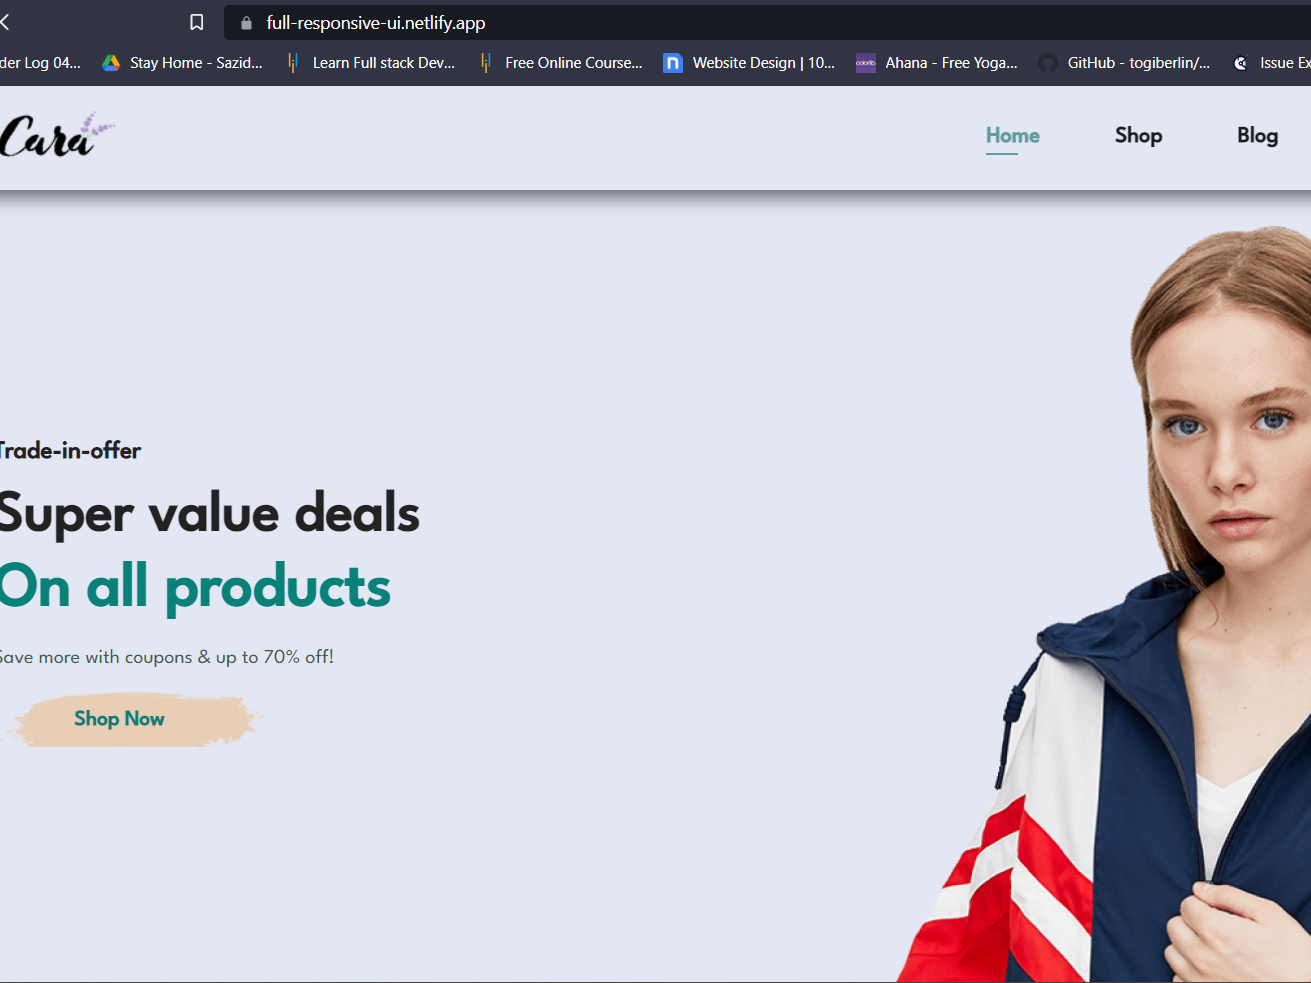 full-responsive-ui.netlify.app
der Log 04... Stay Home - Sazid... Learn Full stack Dev... Free Online Course... Website Design | 10... Ahana - Free Yoga... GitHub - togiberlin/... Issue Ex
Cara Home Shop Blog
Trade-in-offer
Super value deals
On all products
Save more with coupons & up to 70% off!
Shop Now